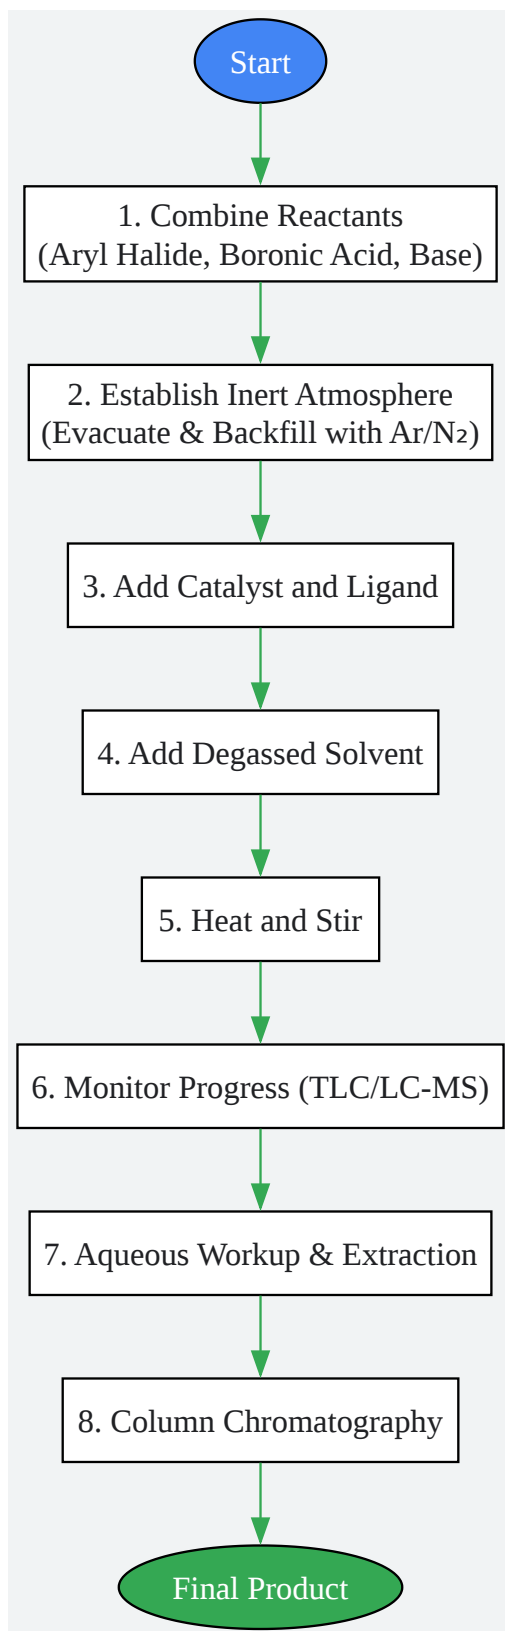 Start
1. Combine Reactants
(Aryl Halide, Boronic Acid, Base)
2. Establish Inert Atmosphere
(Evacuate & Backfill with Ar/N₂)
3. Add Catalyst and Ligand
4. Add Degassed Solvent
5. Heat and Stir
6. Monitor Progress (TLC/LC-MS)
7. Aqueous Workup & Extraction
8. Column Chromatography
Final Product